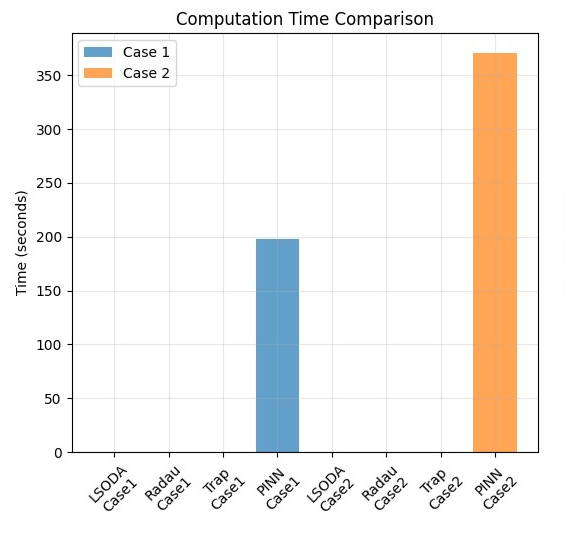 Computation Time Comparison
Case 1
Case 2
Time (seconds)
350
300
250
200
150
100
50
0
LSODA
Case1
Radau
Case1
Trap
Case1
PINN
Case1
LSODA
Case2
Radau
Case2
Trap
Case2
PINN
Case2